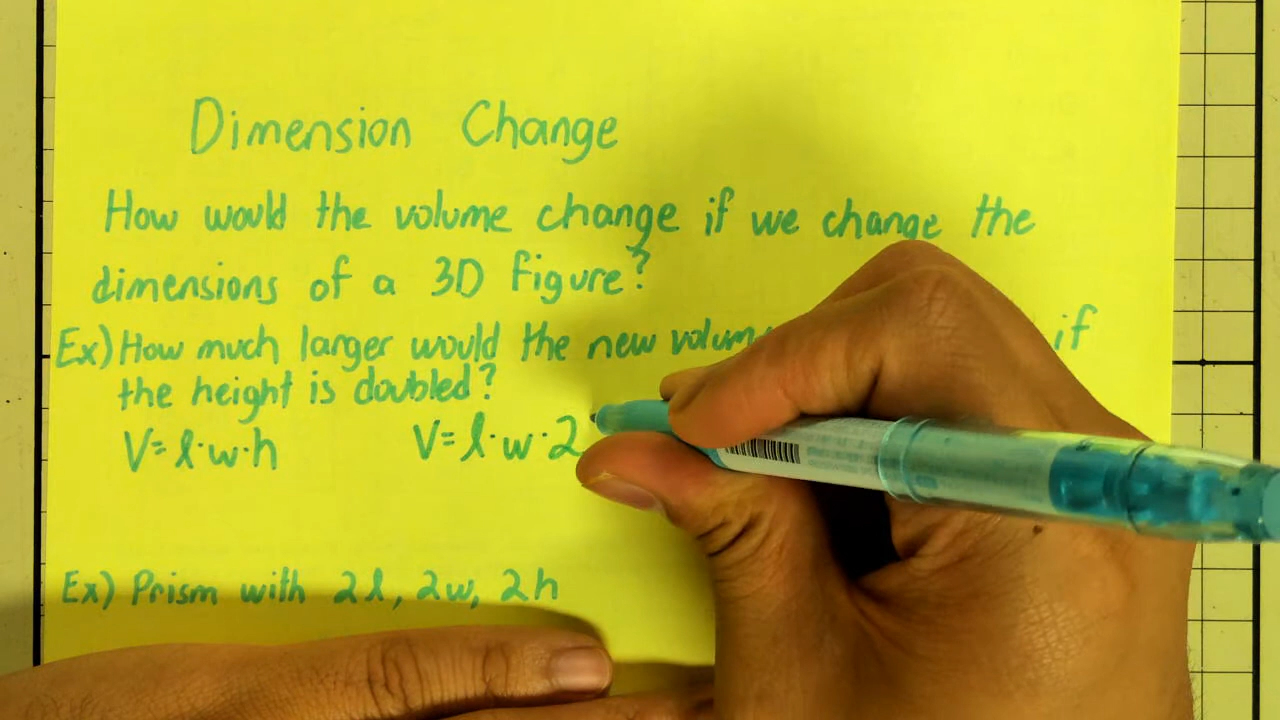 Dimension Change
How would the volume change if we change the
dimensions of a 3D figure?
Ex) How much larger would the new if
the height is doubled?
V=l·w·h V=l·w·2
Ex) Prism with 2l, 2w, 2h